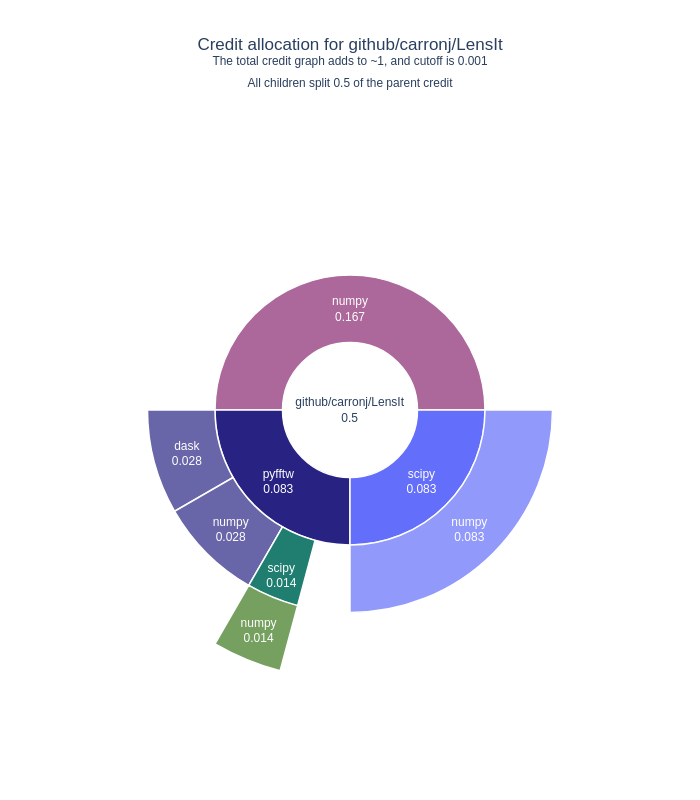 Credit allocation for github/carronj/LensIt
The total credit graph adds to ~1, and cutoff is 0.001
All children split 0.5 of the parent credit
numpy
0.167
github/carronj/LensIt
0.5
dask
0.028
pyfftw
0.083
scipy
0.083
numpy
0.028
numpy
0.083
scipy
0.014
numpy
0.014